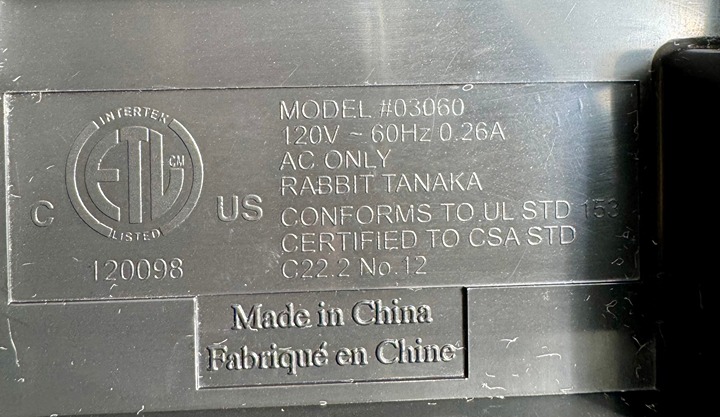 INTERTEK
ETL CM
LISTED
C US
120098
MODEL #03060
120V ~ 60Hz 0.26A
AC ONLY
RABBIT TANAKA
CONFORMS TO UL STD 153
CERTIFIED TO CSA STD
C22.2 No.12
Made in China
Fabriqué en Chine